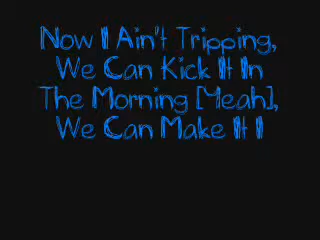 Now I Ain't Tripping,
We Can Kick It In
The Morning [Yeah],
We Can Make It I